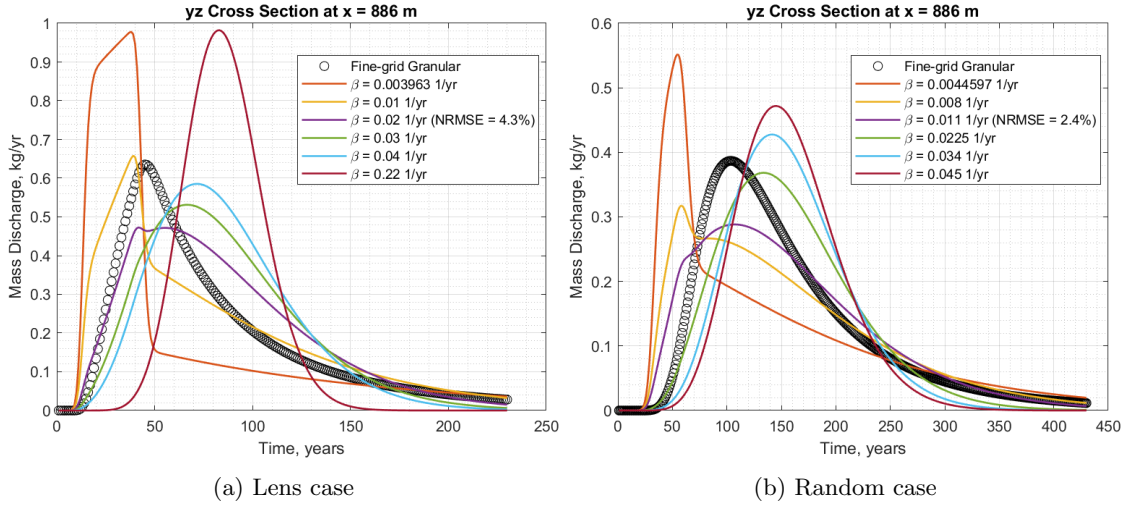 yz Cross Section at x = 886 m
Mass Discharge, kg/yr
1
0.9
0.8
0.7
0.6
0.5
0.4
0.3
0.2
0.1
0
Fine-grid Granular
β = 0.003963 1/yr
β = 0.01 1/yr
β = 0.02 1/yr (NRMSE = 4.3%)
β = 0.03 1/yr
β = 0.04 1/yr
β = 0.22 1/yr
0 50 100 150 200 250
Time, years
(a) Lens case
yz Cross Section at x = 886 m
Mass Discharge, kg/yr
0.6
0.5
0.4
0.3
0.2
0.1
0
Fine-grid Granular
β = 0.0044597 1/yr
β = 0.008 1/yr
β = 0.011 1/yr (NRMSE = 2.4%)
β = 0.0225 1/yr
β = 0.034 1/yr
β = 0.045 1/yr
0 50 100 150 200 250 300 350 400 450
Time, years
(b) Random case